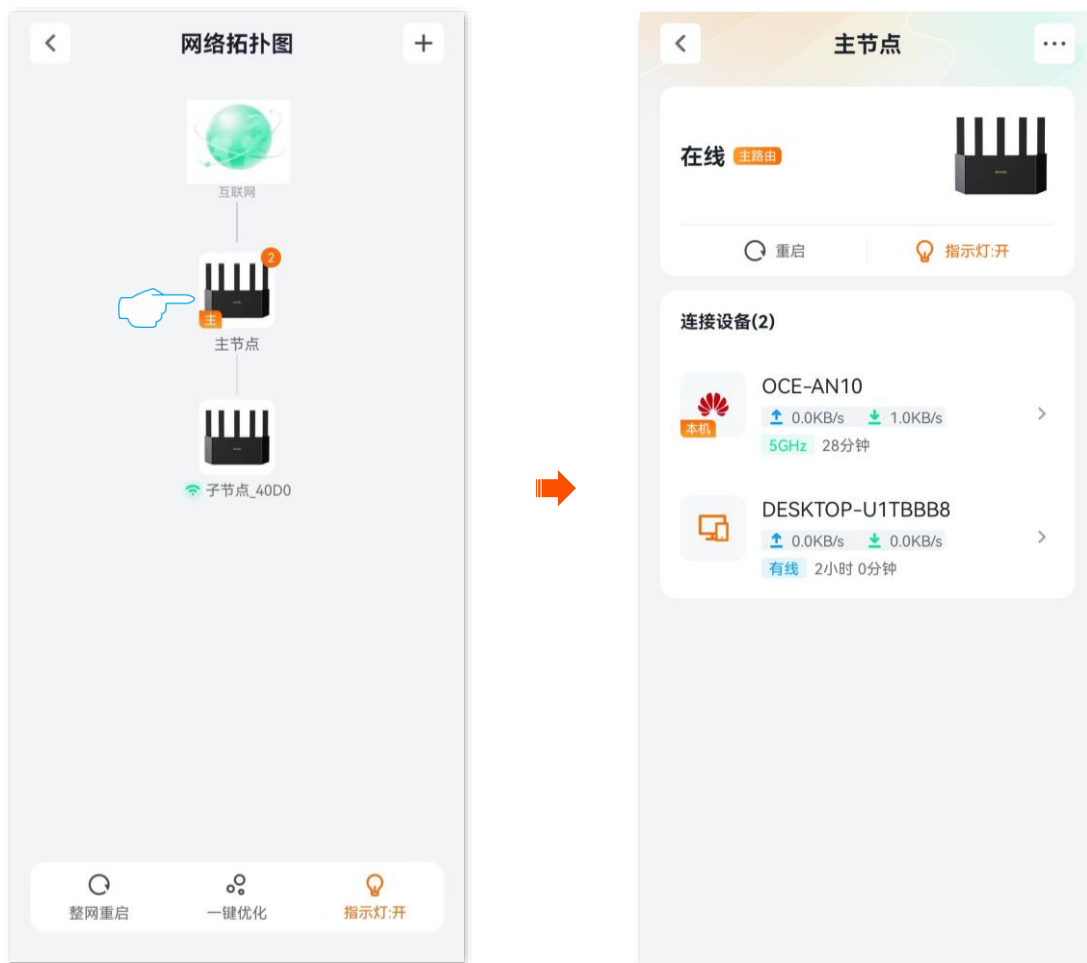 网络拓扑图
互联网
2
主
主节点
子节点_40D0
整网重启
一键优化
指示灯:开
主节点
在线 主路由
重启
指示灯:开
连接设备(2)
OCE-AN10
0.0KB/s 1.0KB/s
本机
5GHz 28分钟
DESKTOP-U1TBBB8
0.0KB/s 0.0KB/s
有线 2小时 0分钟